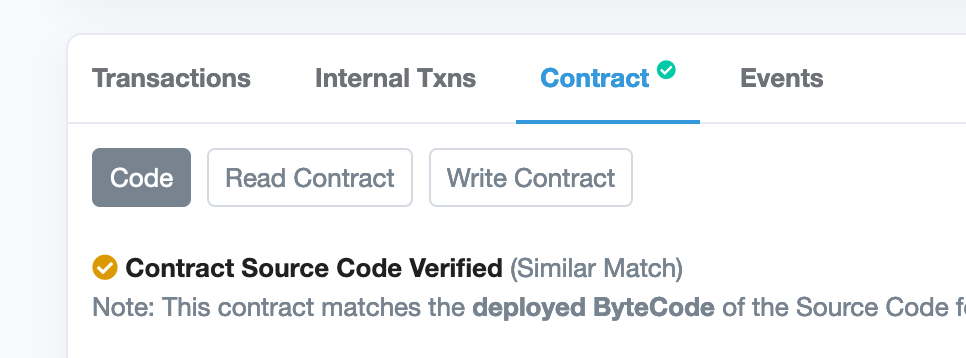 Transactions Internal Txns Contract Events
Code Read Contract Write Contract
Contract Source Code Verified (Similar Match)
Note: This contract matches the deployed ByteCode of the Source Code